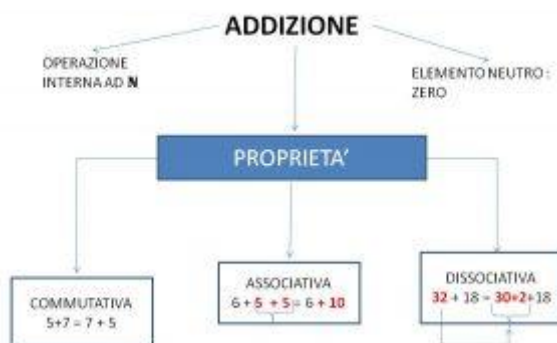 ADDIZIONE
OPERAZIONE
INTERNA AD N
ELEMENTO NEUTRO :
ZERO
PROPRIETA'
COMMUTATIVA
5+7 = 7 + 5
ASSOCIATIVA
6 + 5 + 5 = 6 + 10
DISSOCIATIVA
32 + 18 = 30+2+18